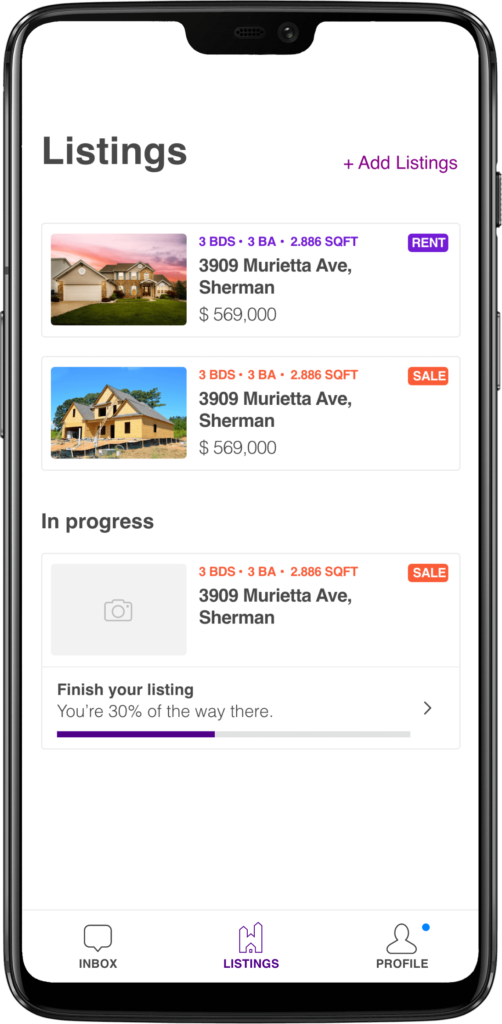 Listings
+ Add Listings
3 BDS • 3 BA • 2.886 SQFT
RENT
3909 Murietta Ave,
Sherman
$ 569,000
3 BDS • 3 BA • 2.886 SQFT
SALE
3909 Murietta Ave,
Sherman
$ 569,000
In progress
3 BDS • 3 BA • 2.886 SQFT
SALE
3909 Murietta Ave,
Sherman
Finish your listing
You’re 30% of the way there.
INBOX
LISTINGS
PROFILE